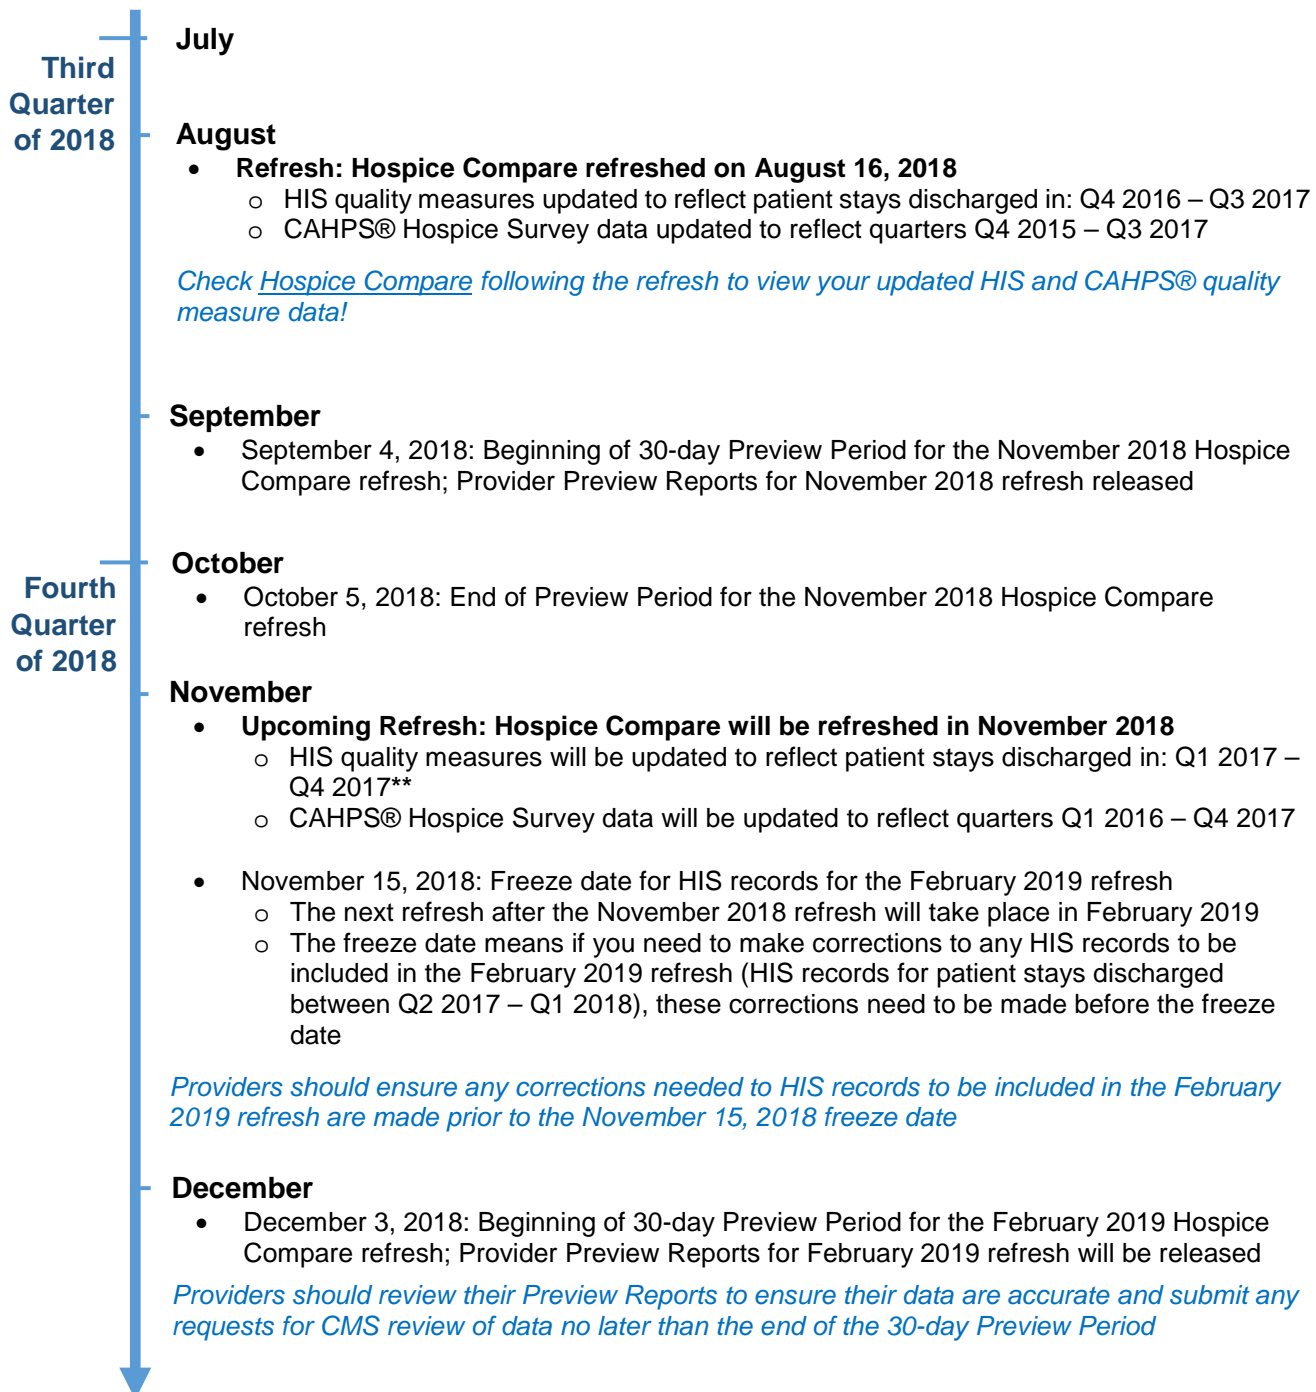 July
Third
Quarter
of 2018
August
• Refresh: Hospice Compare refreshed on August 16, 2018
o HIS quality measures updated to reflect patient stays discharged in: Q4 2016 – Q3 2017
o CAHPS® Hospice Survey data updated to reflect quarters Q4 2015 – Q3 2017
Check Hospice Compare following the refresh to view your updated HIS and CAHPS® quality
measure data!
September
• September 4, 2018: Beginning of 30-day Preview Period for the November 2018 Hospice
Compare refresh; Provider Preview Reports for November 2018 refresh released
October
Fourth
Quarter
of 2018
• October 5, 2018: End of Preview Period for the November 2018 Hospice Compare
refresh
November
• Upcoming Refresh: Hospice Compare will be refreshed in November 2018
o HIS quality measures will be updated to reflect patient stays discharged in: Q1 2017 –
Q4 2017**
o CAHPS® Hospice Survey data will be updated to reflect quarters Q1 2016 – Q4 2017
• November 15, 2018: Freeze date for HIS records for the February 2019 refresh
o The next refresh after the November 2018 refresh will take place in February 2019
o The freeze date means if you need to make corrections to any HIS records to be
included in the February 2019 refresh (HIS records for patient stays discharged
between Q2 2017 – Q1 2018), these corrections need to be made before the freeze
date
Providers should ensure any corrections needed to HIS records to be included in the February
2019 refresh are made prior to the November 15, 2018 freeze date
December
• December 3, 2018: Beginning of 30-day Preview Period for the February 2019 Hospice
Compare refresh; Provider Preview Reports for February 2019 refresh will be released
Providers should review their Preview Reports to ensure their data are accurate and submit any
requests for CMS review of data no later than the end of the 30-day Preview Period